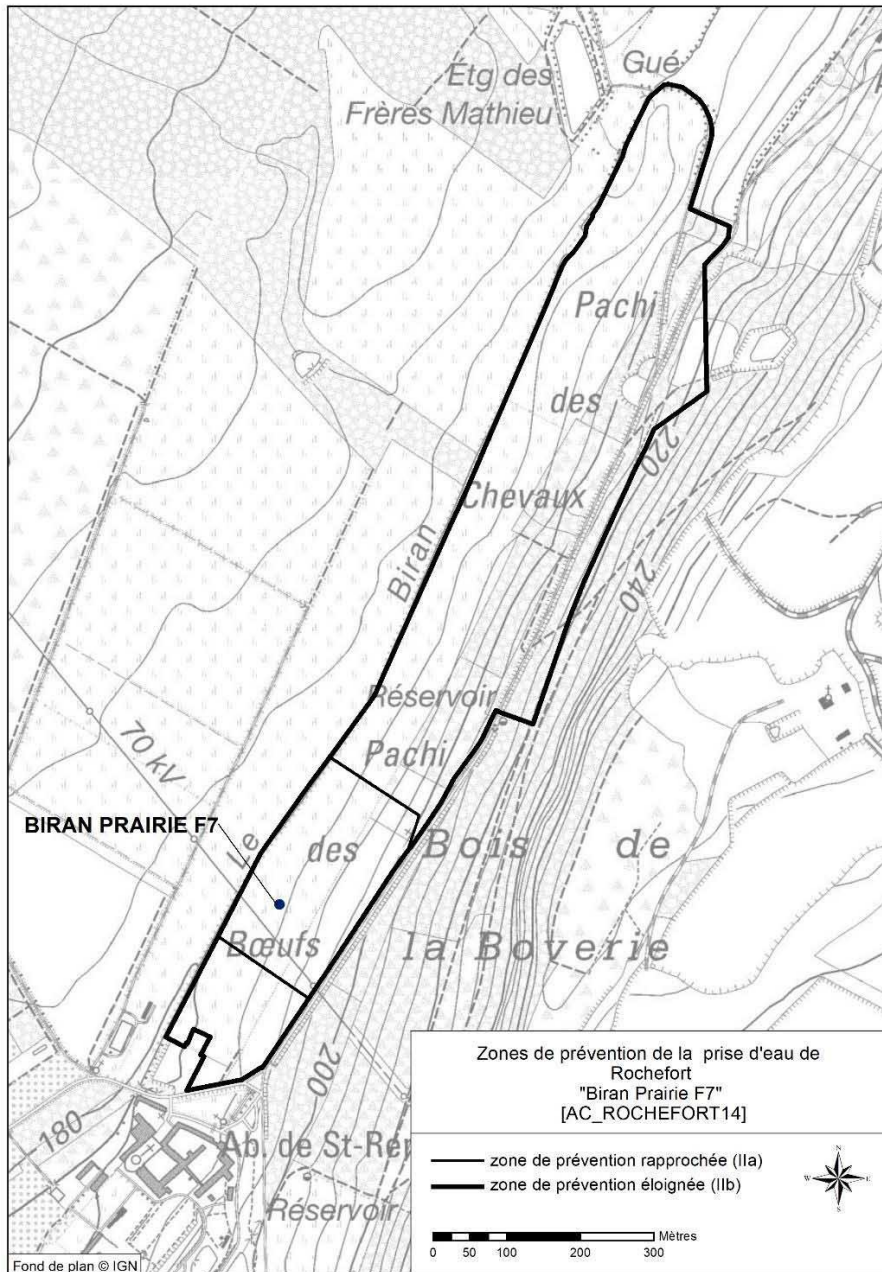 Etg des
Frères Mathieu
Gué
Pachi
des
Chevaux
Biran
Le
220
240
Réservoir
Pachi
des
Bœufs
70 kV
BIRAN PRAIRIE F7
Bois de
la Boverie
200
180
Ab. de St-Re
Reservoir
Zones de prévention de la prise d'eau de
Rochefort
"Biran Prairie F7"
[AC_ROCHEFORT14]
zone de prévention rapprochée (IIa)
zone de prévention éloignée (IIb)
N
W E
S
Mètres
0 50 100 200 300
Fond de plan © IGN